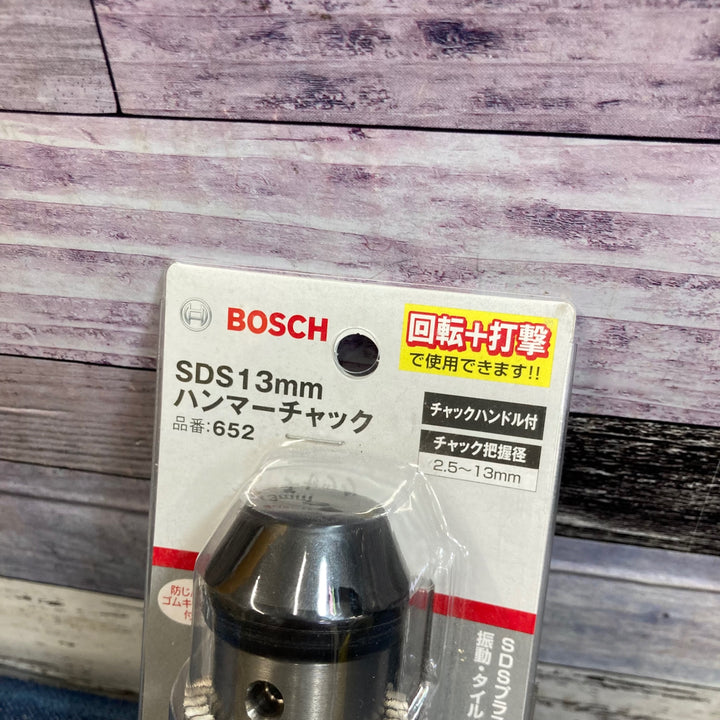 BOSCH
回転+打撃
で使用できます!!
SDS13mm
ハンマーチャック
品番:652
チャックハンドル付
チャック把握径
2.5〜13mm
防じ
ゴムキ
付
SDSプラ
振動・タイル